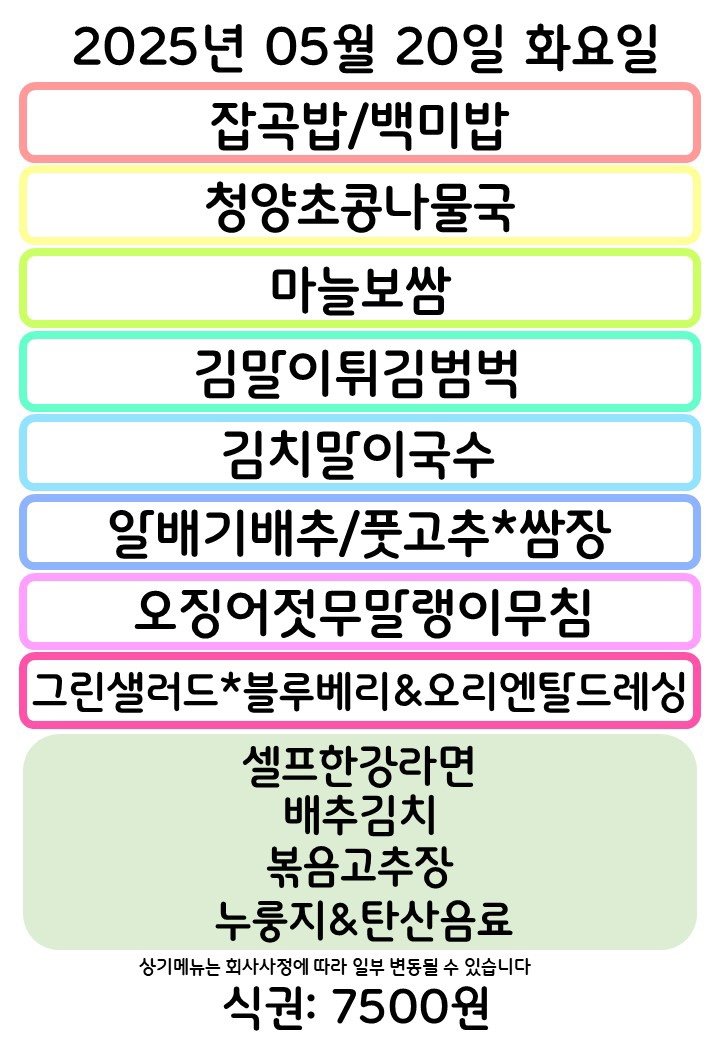 2025년 05월 20일 화요일
잡곡밥/백미밥
청양초콩나물국
마늘보쌈
김말이튀김범벅
김치말이국수
알배기배추/풋고추*쌈장
오징어젓무말랭이무침
그린샐러드*블루베리&오리엔탈드레싱
셀프한강라면
배추김치
볶음고추장
누룽지&탄산음료
상기메뉴는 회사사정에 따라 일부 변동될 수 있습니다
식권: 7500원